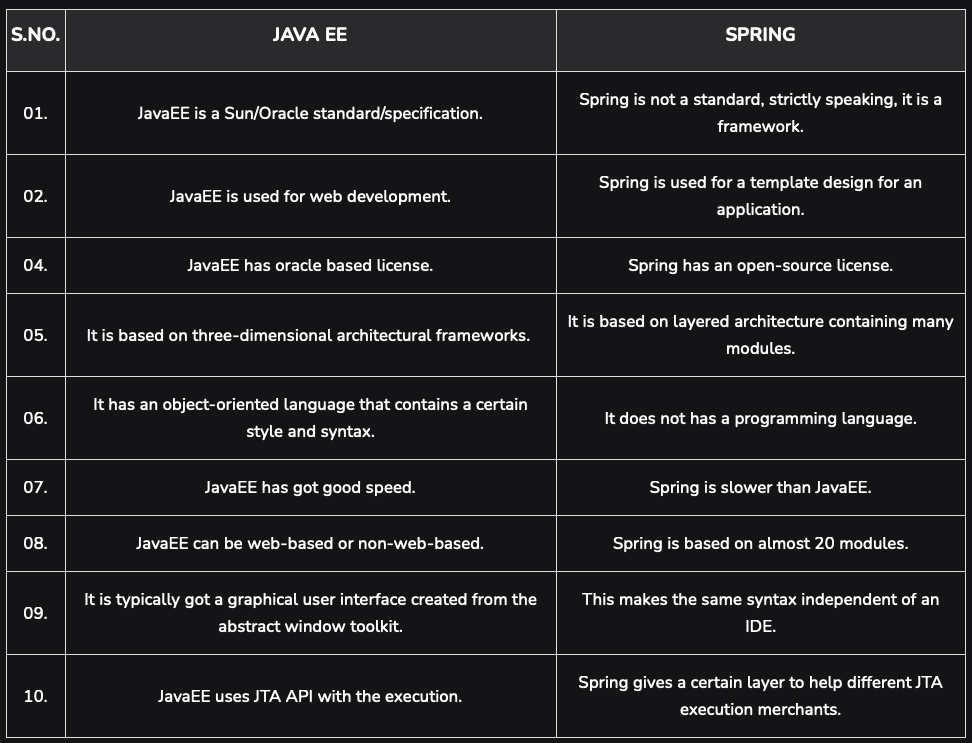 S.NO. JAVA EE SPRING
01. JavaEE is a Sun/Oracle standard/specification. Spring is not a standard, strictly speaking, it is a
framework.
02. JavaEE is used for web development. Spring is used for a template design for an
application.
04. JavaEE has oracle based license. Spring has an open-source license.
05. It is based on three-dimensional architectural frameworks. It is based on layered architecture containing many
modules.
06. It has an object-oriented language that contains a certain
style and syntax. It does not has a programming language.
07. JavaEE has got good speed. Spring is slower than JavaEE.
08. JavaEE can be web-based or non-web-based. Spring is based on almost 20 modules.
09. It is typically got a graphical user interface created from the
abstract window toolkit. This makes the same syntax independent of an
IDE.
10. JavaEE uses JTA API with the execution. Spring gives a certain layer to help different JTA
execution merchants.